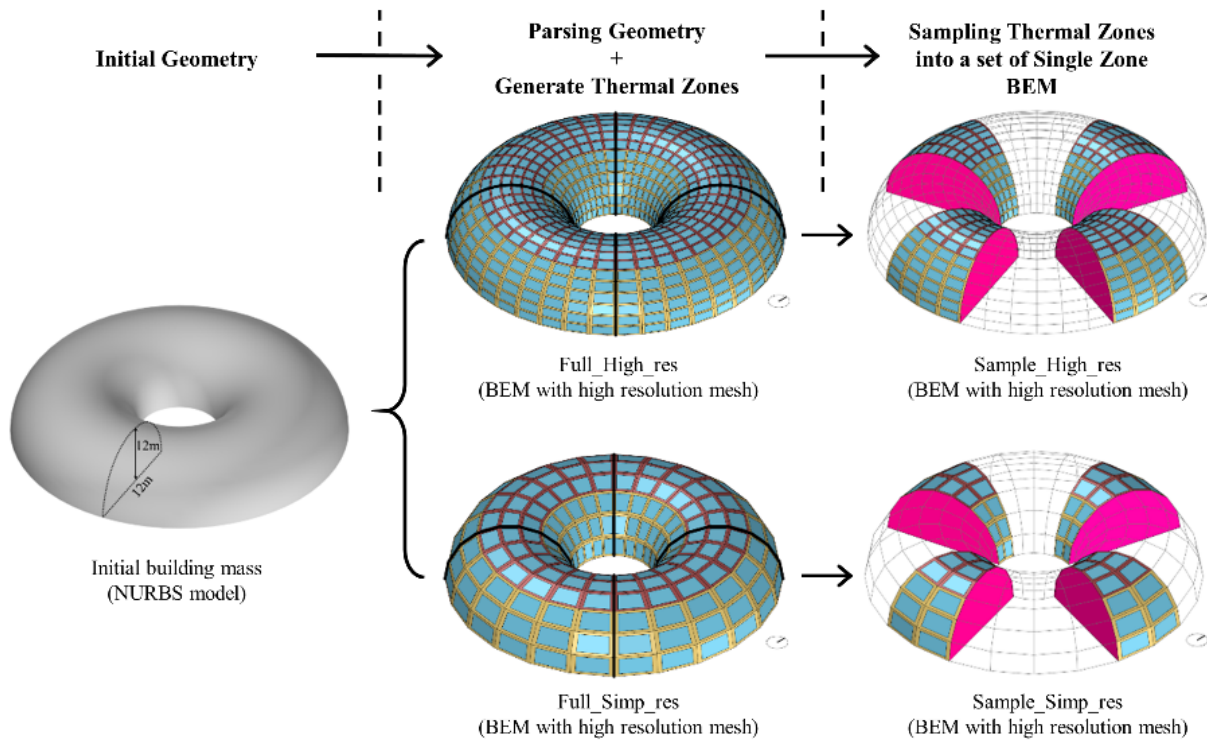 Initial Geometry
Parsing Geometry
+
Generate Thermal Zones
Sampling Thermal Zones
into a set of Single Zone
BEM
Full_High_res
(BEM with high resolution mesh)
Sample_High_res
(BEM with high resolution mesh)
12m
12m
Initial building mass
(NURBS model)
Full_Simp_res
(BEM with high resolution mesh)
Sample_Simp_res
(BEM with high resolution mesh)